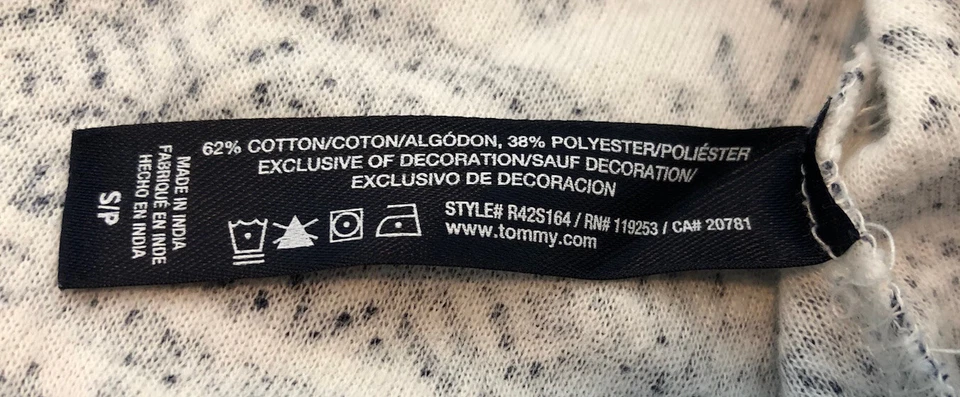 62% COTTON/COTON/ALGÓDON, 38% POLYESTER/POLIÉSTER
EXCLUSIVE OF DECORATION/SAUF DECORATION/
EXCLUSIVO DE DECORACION
STYLE# R42S164 / RN# 119253 / CA# 20781
www.tommy.com
MADE IN INDIA
FABRIQUÉ EN INDE
HECHO EN INDIA
S/P